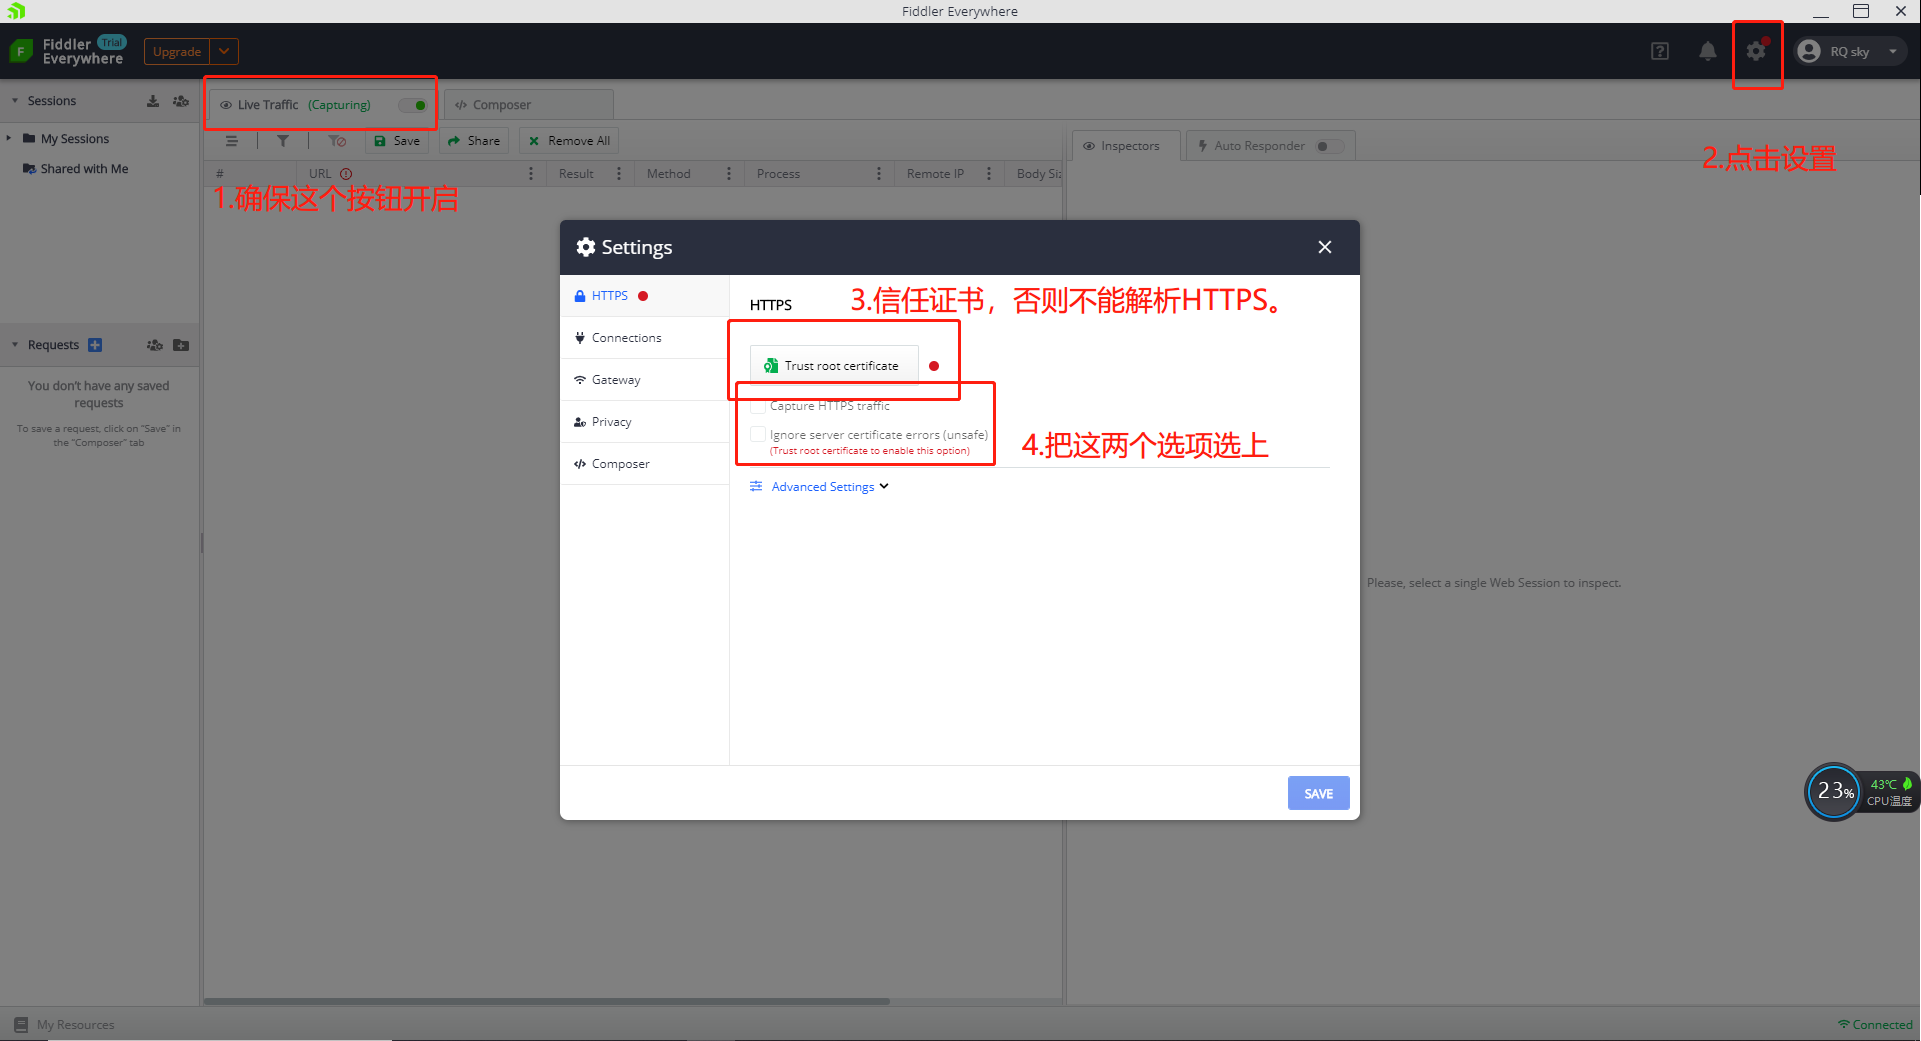 Fiddler Everywhere
Fiddler Everywhere Trial
Upgrade
RQ sky
Sessions
My Sessions
Shared with Me
Live Traffic (Capturing)
Composer
Save
Share
Remove All
Inspectors
Auto Responder
2.点击设置
# URL Result Method Process Remote IP Body Siz
1.确保这个按钮开启
Requests
You don't have any saved
requests
To save a request, click on "Save" in
the "Composer" tab
Settings
HTTPS
Connections
Gateway
Privacy
Composer
HTTPS
3.信任证书，否则不能解析HTTPS。
Trust root certificate
Capture HTTPS traffic
Ignore server certificate errors (unsafe)
(Trust root certificate to enable this option)
4.把这两个选项选上
Advanced Settings
SAVE
Please, select a single Web Session to inspect.
23%
43℃
CPU温度
My Resources
Connected